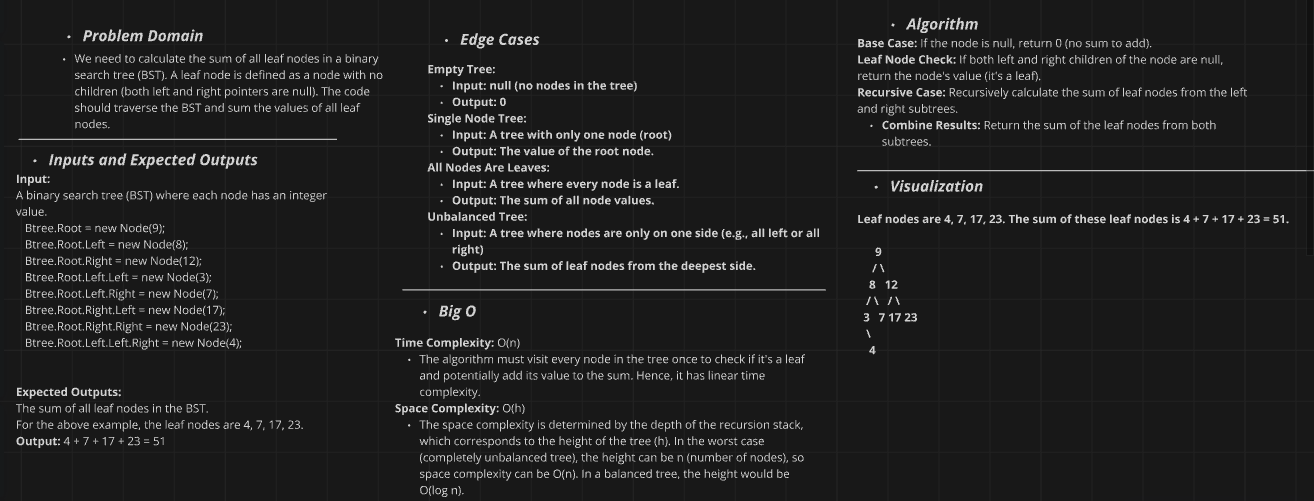 • Problem Domain
• We need to calculate the sum of all leaf nodes in a binary
search tree (BST). A leaf node is defined as a node with no
children (both left and right pointers are null). The code
should traverse the BST and sum the values of all leaf
nodes.
• Inputs and Expected Outputs
Input:
A binary search tree (BST) where each node has an integer
value.
Btree.Root = new Node(9);
Btree.Root.Left = new Node(8);
Btree.Root.Right = new Node(12);
Btree.Root.Left.Left = new Node(3);
Btree.Root.Left.Right = new Node(7);
Btree.Root.Right.Left = new Node(17);
Btree.Root.Right.Right = new Node(23);
Btree.Root.Left.Left.Right = new Node(4);
Expected Outputs:
The sum of all leaf nodes in the BST.
For the above example, the leaf nodes are 4, 7, 17, 23.
Output: 4 + 7 + 17 + 23 = 51
• Edge Cases
Empty Tree:
• Input: null (no nodes in the tree)
• Output: 0
Single Node Tree:
• Input: A tree with only one node (root)
• Output: The value of the root node.
All Nodes Are Leaves:
• Input: A tree where every node is a leaf.
• Output: The sum of all node values.
Unbalanced Tree:
• Input: A tree where nodes are only on one side (e.g., all left or all
right)
• Output: The sum of leaf nodes from the deepest side.
• Big O
Time Complexity: O(n)
• The algorithm must visit every node in the tree once to check if it's a leaf
and potentially add its value to the sum. Hence, it has linear time
complexity.
Space Complexity: O(h)
• The space complexity is determined by the depth of the recursion stack,
which corresponds to the height of the tree (h). In the worst case
(completely unbalanced tree), the height can be n (number of nodes), so
space complexity can be O(n). In a balanced tree, the height would be
O(log n).
• Algorithm
Base Case: If the node is null, return 0 (no sum to add).
Leaf Node Check: If both left and right children of the node are null,
return the node's value (it's a leaf).
Recursive Case: Recursively calculate the sum of leaf nodes from the left
and right subtrees.
• Combine Results: Return the sum of the leaf nodes from both
subtrees.
• Visualization
Leaf nodes are 4, 7, 17, 23. The sum of these leaf nodes is 4 + 7 + 17 + 23 = 51.
9
/ \
8 12
/ \ / \
3 7 17 23
\
4